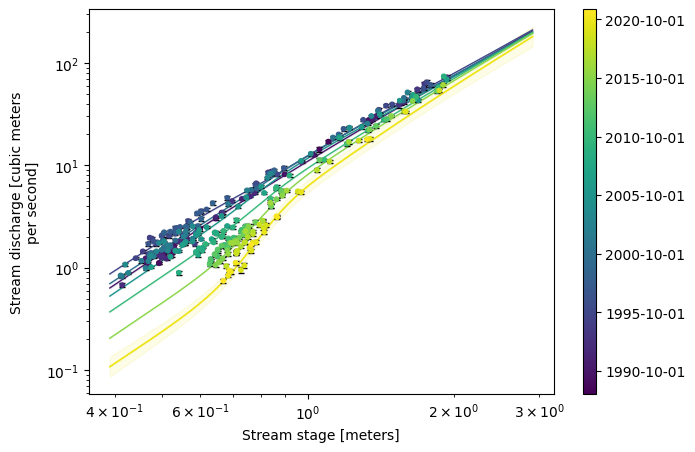 Stream discharge [cubic meters
per second]
10²
10¹
10⁰
10⁻¹
4 × 10⁻¹
6 × 10⁻¹
10⁰
2 × 10⁰
3 × 10⁰
Stream stage [meters]
2020-10-01
2015-10-01
2010-10-01
2005-10-01
2000-10-01
1995-10-01
1990-10-01